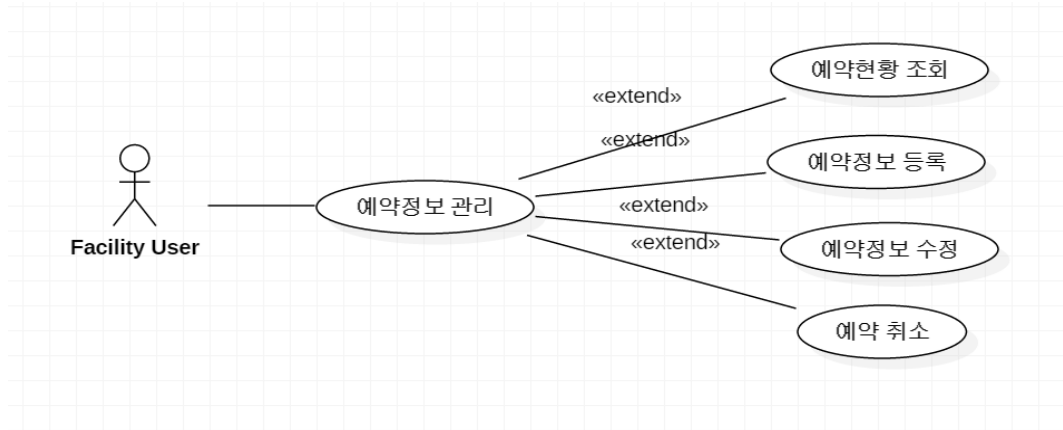 예약현황 조회
«extend»
«extend»
예약정보 등록
예약정보 관리
«extend»
Facility User
«extend»
예약정보 수정
예약 취소